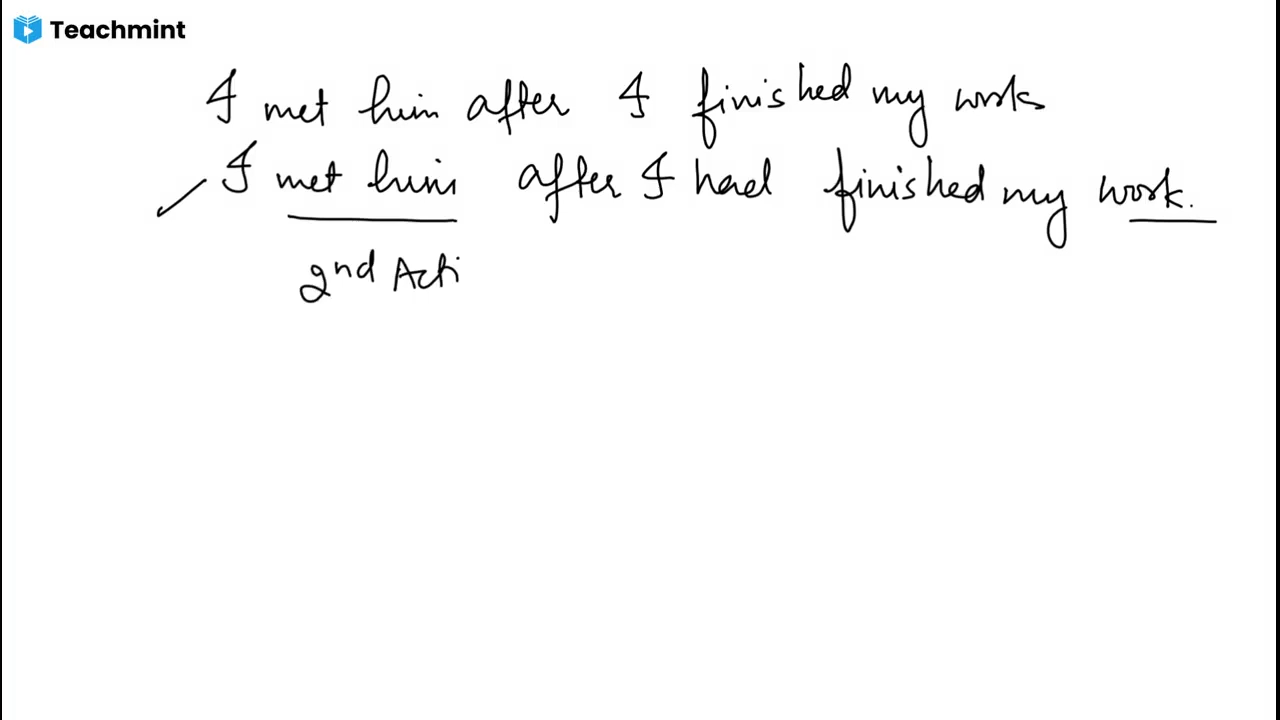 Teachmint
I met him after I finished my work
I met him after I had finished my work.
2nd Acti